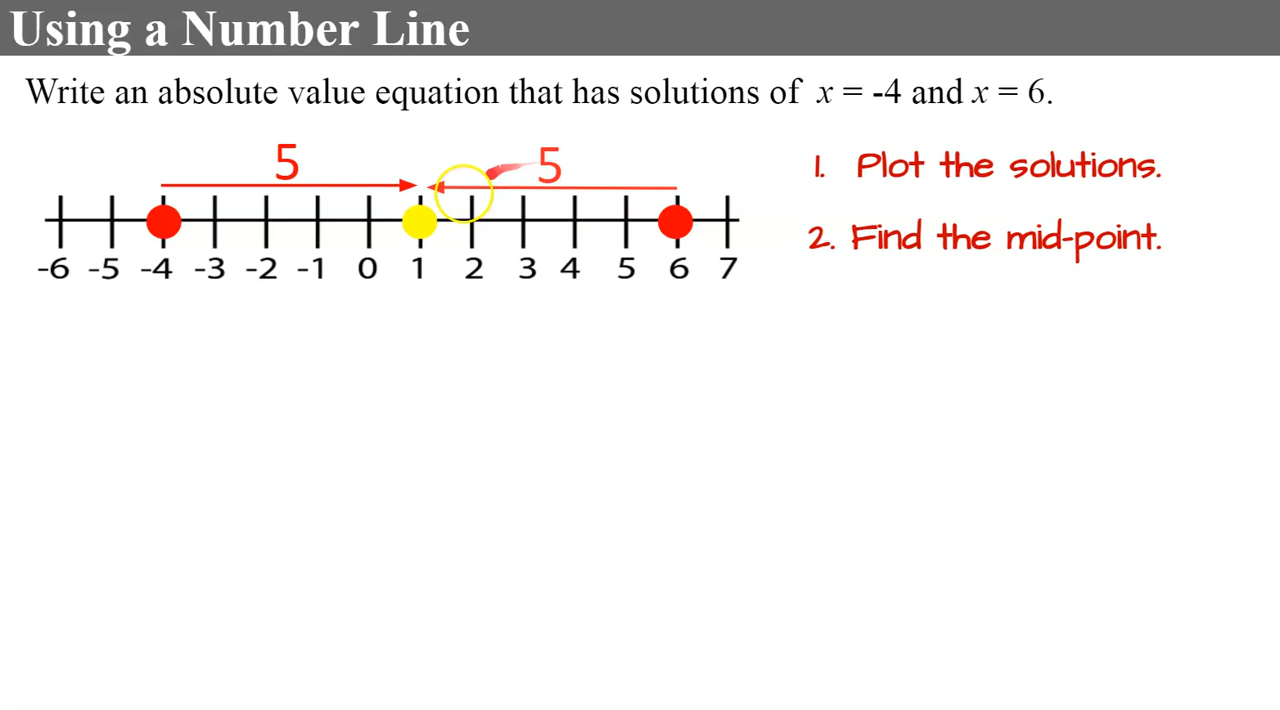 Using a Number Line
Write an absolute value equation that has solutions of x = -4 and x = 6.
5 5
1. Plot the solutions.
2. Find the mid-point.
-6 -5 -4 -3 -2 -1 0 1 2 3 4 5 6 7